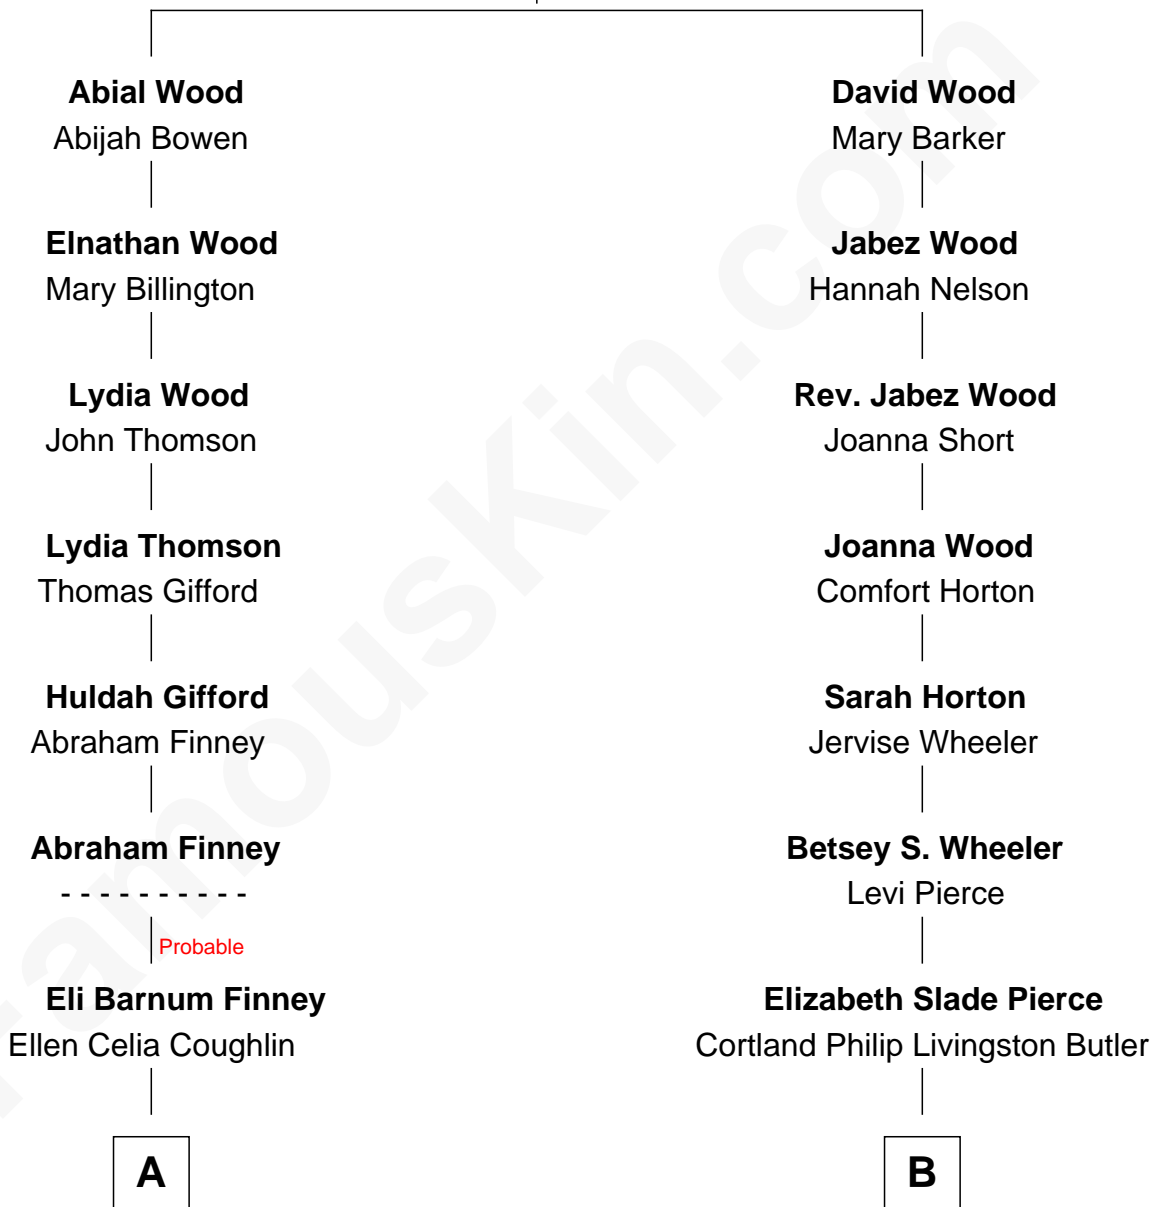 Abial Wood
Abijah Bowen
Elnathan Wood
Mary Billington
Lydia Wood
John Thomson
Lydia Thomson
Thomas Gifford
Huldah Gifford
Abraham Finney
Abraham Finney
- - - - - - - - - -
Probable
Eli Barnum Finney
Ellen Celia Coughlin
A
David Wood
Mary Barker
Jabez Wood
Hannah Nelson
Rev. Jabez Wood
Joanna Short
Joanna Wood
Comfort Horton
Sarah Horton
Jervise Wheeler
Betsey S. Wheeler
Levi Pierce
Elizabeth Slade Pierce
Cortland Philip Livingston Butler
B
FamousKin.com